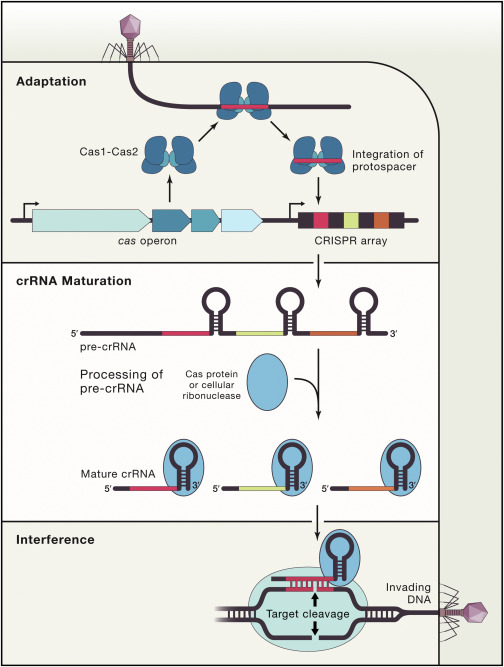 Adaptation
Cas1-Cas2
Integration of
protospacer
cas operon
CRISPR array
crRNA Maturation
5′
3′
pre-crRNA
Processing of
pre-crRNA
Cas protein
or cellular
ribonuclease
Mature crRNA
5′
3′
5′
3′
5′
3′
Interference
Invading
DNA
Target cleavage